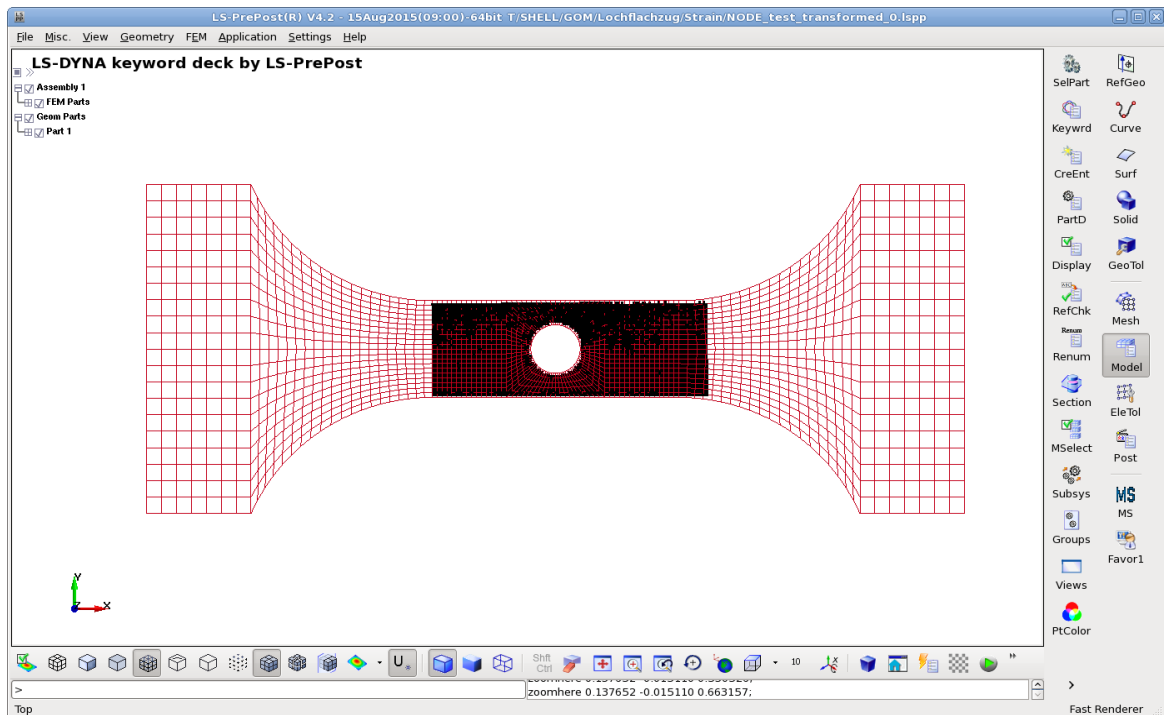 LS-PrePost(R) V4.2 - 15Aug2015(09:00)-64bit T/SHELL/GOM/Lochflachzug/Strain/NODE_test_transformed_0.lspp
File Misc. View Geometry FEM Application Settings Help
LS-DYNA keyword deck by LS-PrePost
Assembly 1
FEM Parts
Geom Parts
Part 1
SelPart RefGeo
Keywrd Curve
CreEnt Surf
PartD Solid
Display GeoTol
RefChk Mesh
Renum
Renum Model
Section EleTol
MSelect Post
Subsys MS
MS
Groups Favor1
Views
PtColor
Y
Z X
U
Shft
Ctrl
10
>
zoomhere 0.137652 -0.015110 0.663157;
Top
Fast Renderer